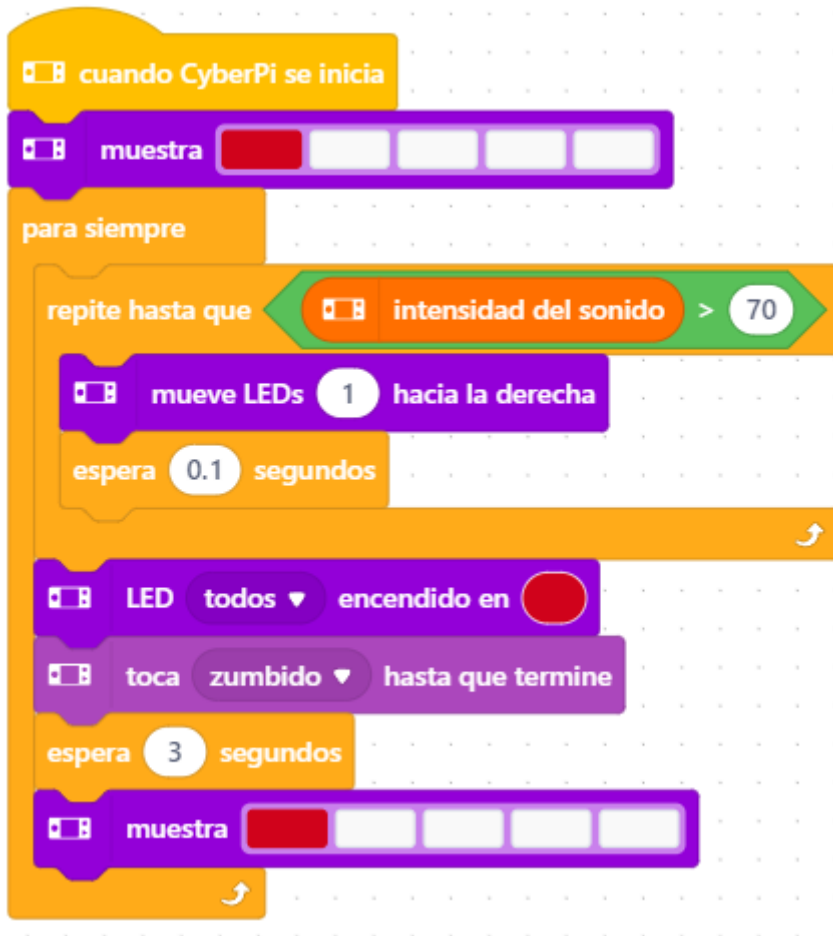 cuando CyberPi se inicia
muestra
para siempre
repite hasta que intensidad del sonido > 70
mueve LEDs 1 hacia la derecha
espera 0.1 segundos
LED todos encendido en
toca zumbido hasta que termine
espera 3 segundos
muestra